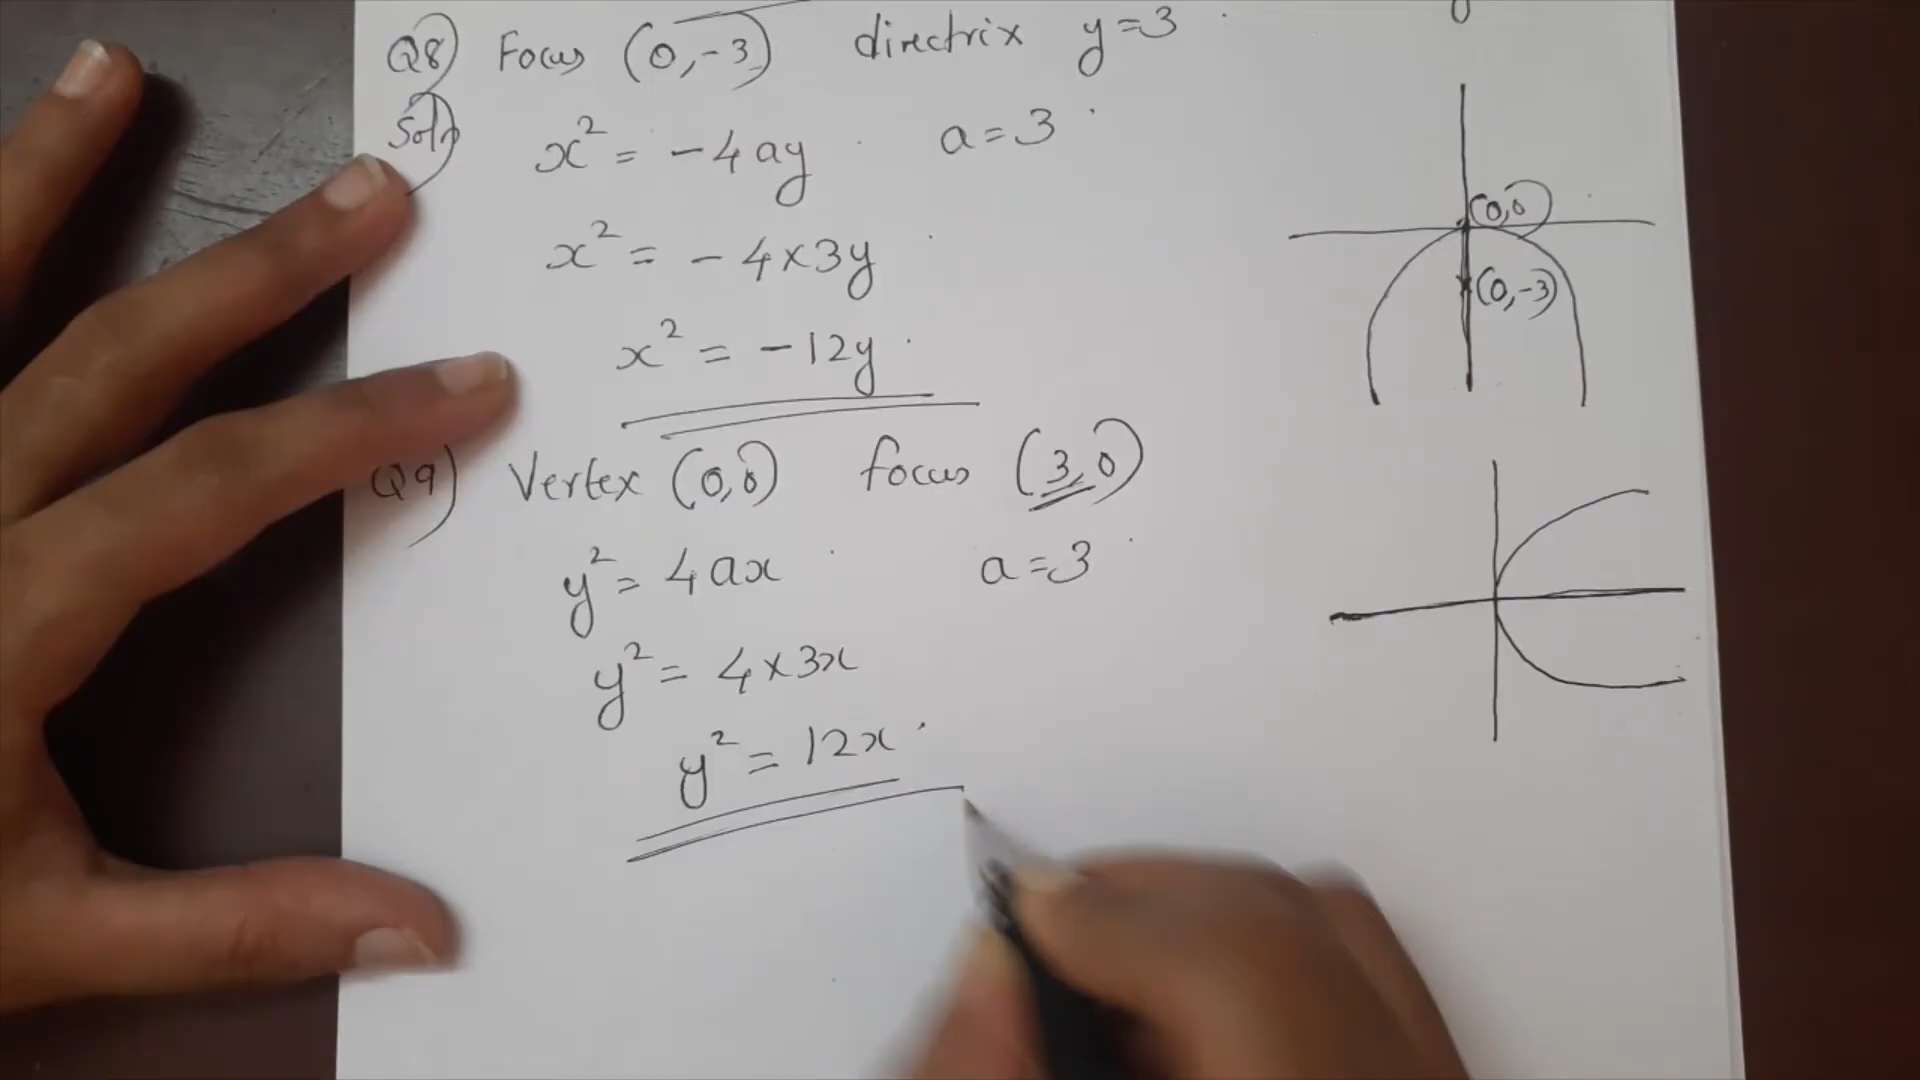 Q8) Focus (0,-3) directrix y=3
Soln) x² = -4ay a=3
x² = -4×3y
x² = -12y
(0,0)
(0,-3)
Q9) Vertex (0,0) focus (3,0)
y² = 4ax a=3
y² = 4×3x
y² = 12x